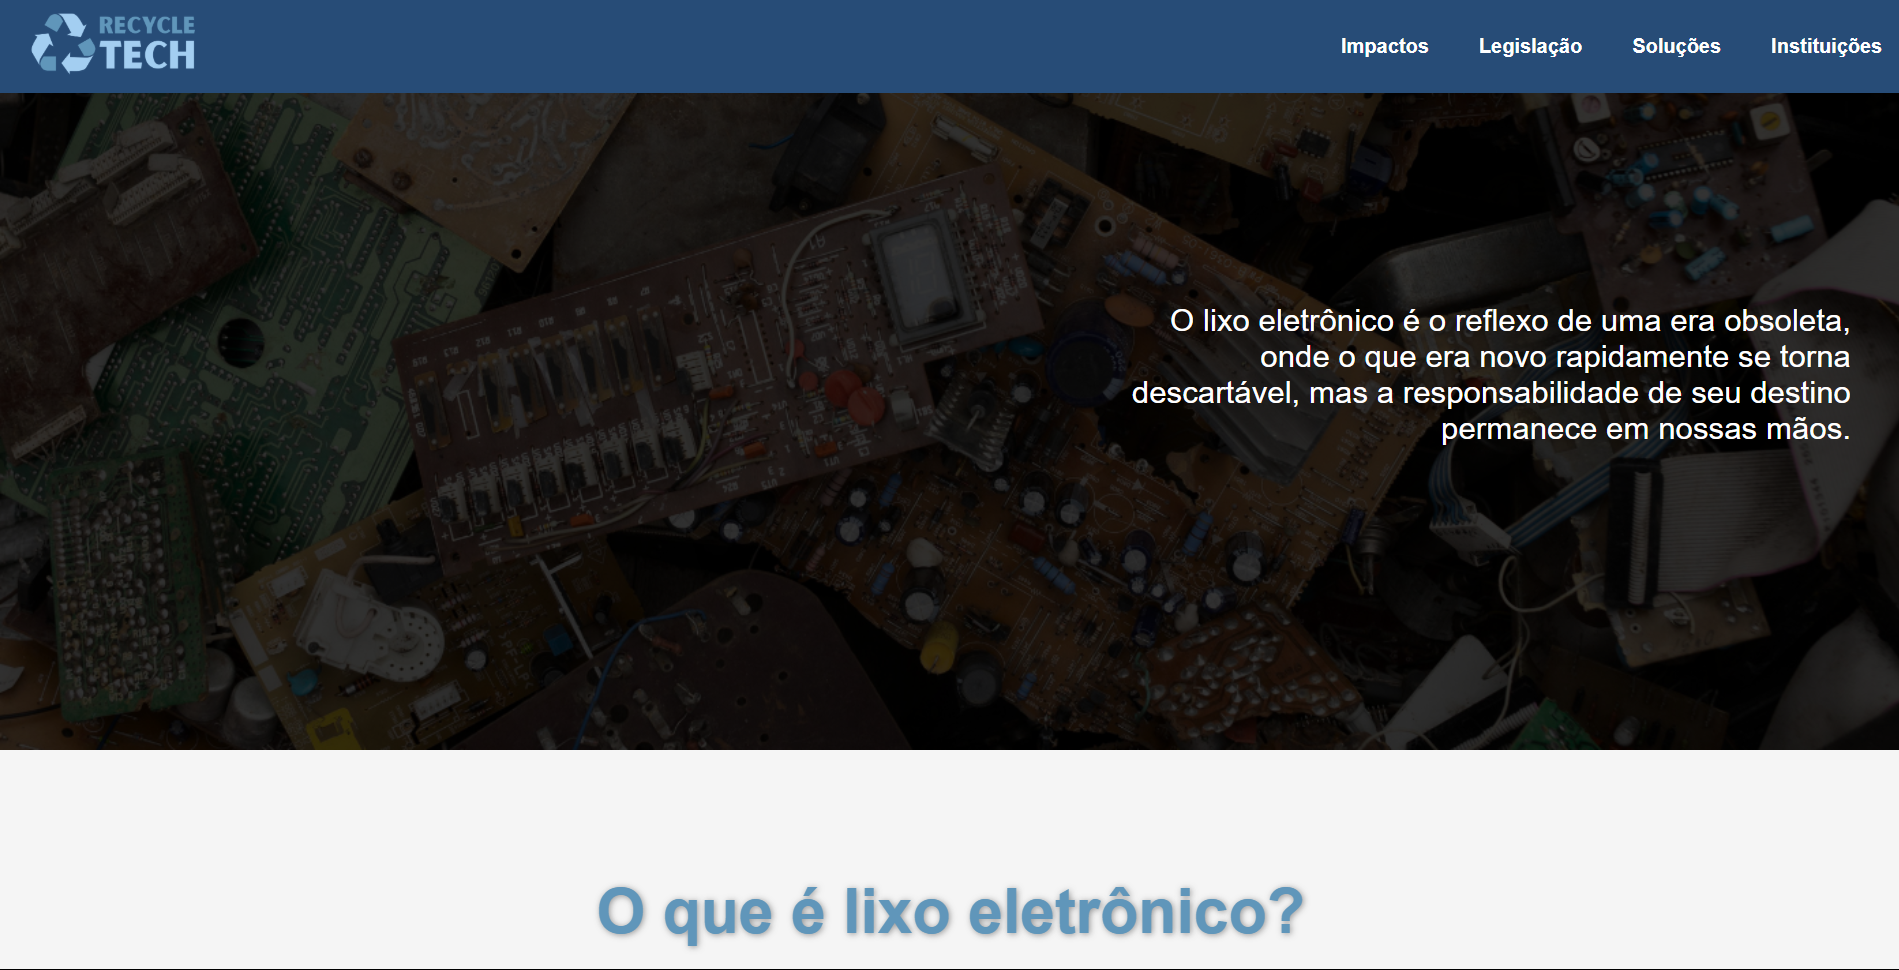 RECYCLE
TECH
Impactos
Legislação
Soluções
Instituições
O lixo eletrônico é o reflexo de uma era obsoleta,
onde o que era novo rapidamente se torna
descartável, mas a responsabilidade de seu destino
permanece em nossas mãos.
O que é lixo eletrônico?